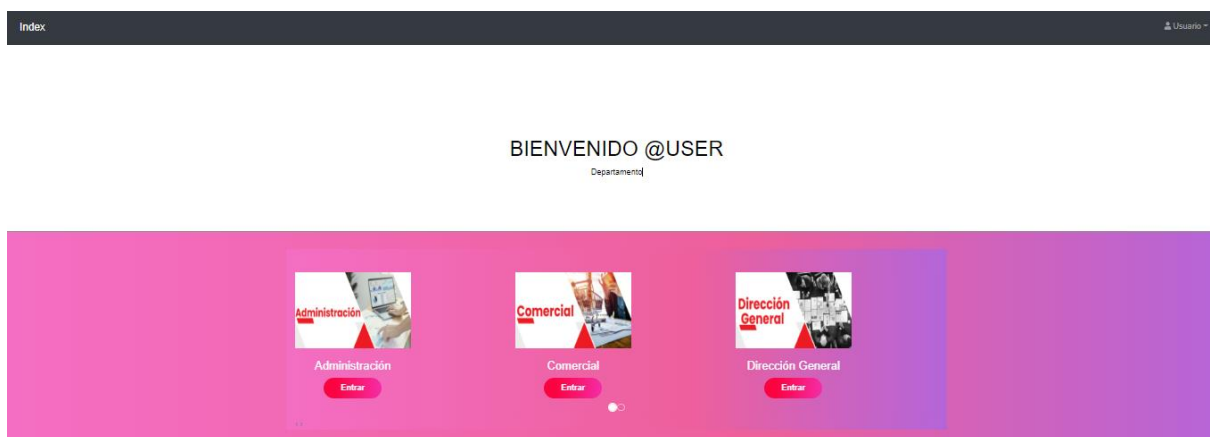 Index
Usuario
BIENVENIDO @USER
Departamento
Administración
Comercial
Dirección
General
Administración
Comercial
Dirección General
Entrar
Entrar
Entrar